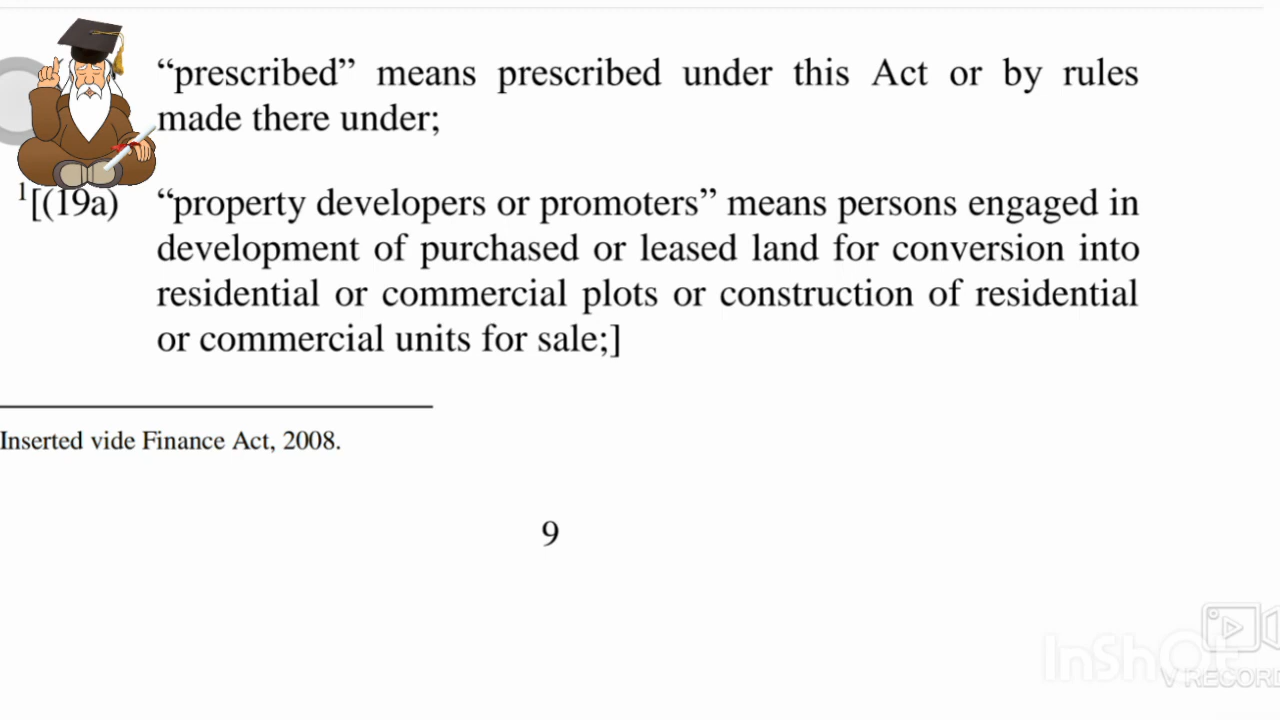 “prescribed” means prescribed under this Act or by rules
made there under;
1[(19a) “property developers or promoters” means persons engaged in
development of purchased or leased land for conversion into
residential or commercial plots or construction of residential
or commercial units for sale;]
Inserted vide Finance Act, 2008.
9
InShOt
V RECORD